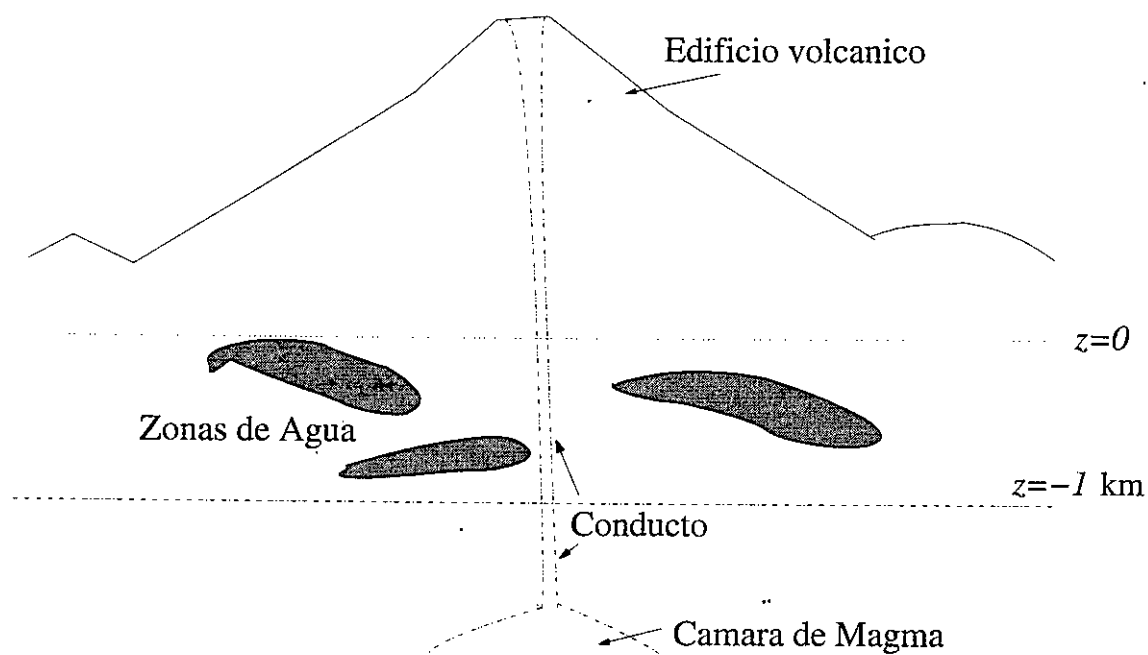 Edificio volcanico
z=0
Zonas de Agua
z=-1 km
Conducto
Camara de Magma